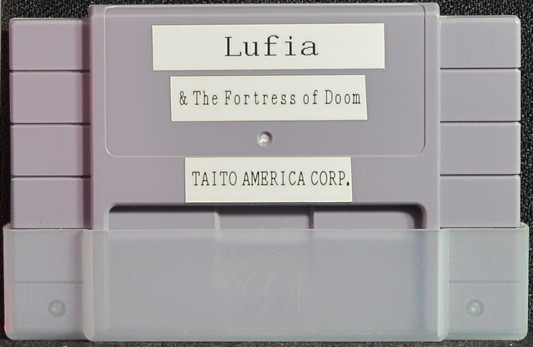 Lufia
& The Fortress of Doom
TAITO AMERICA CORP.